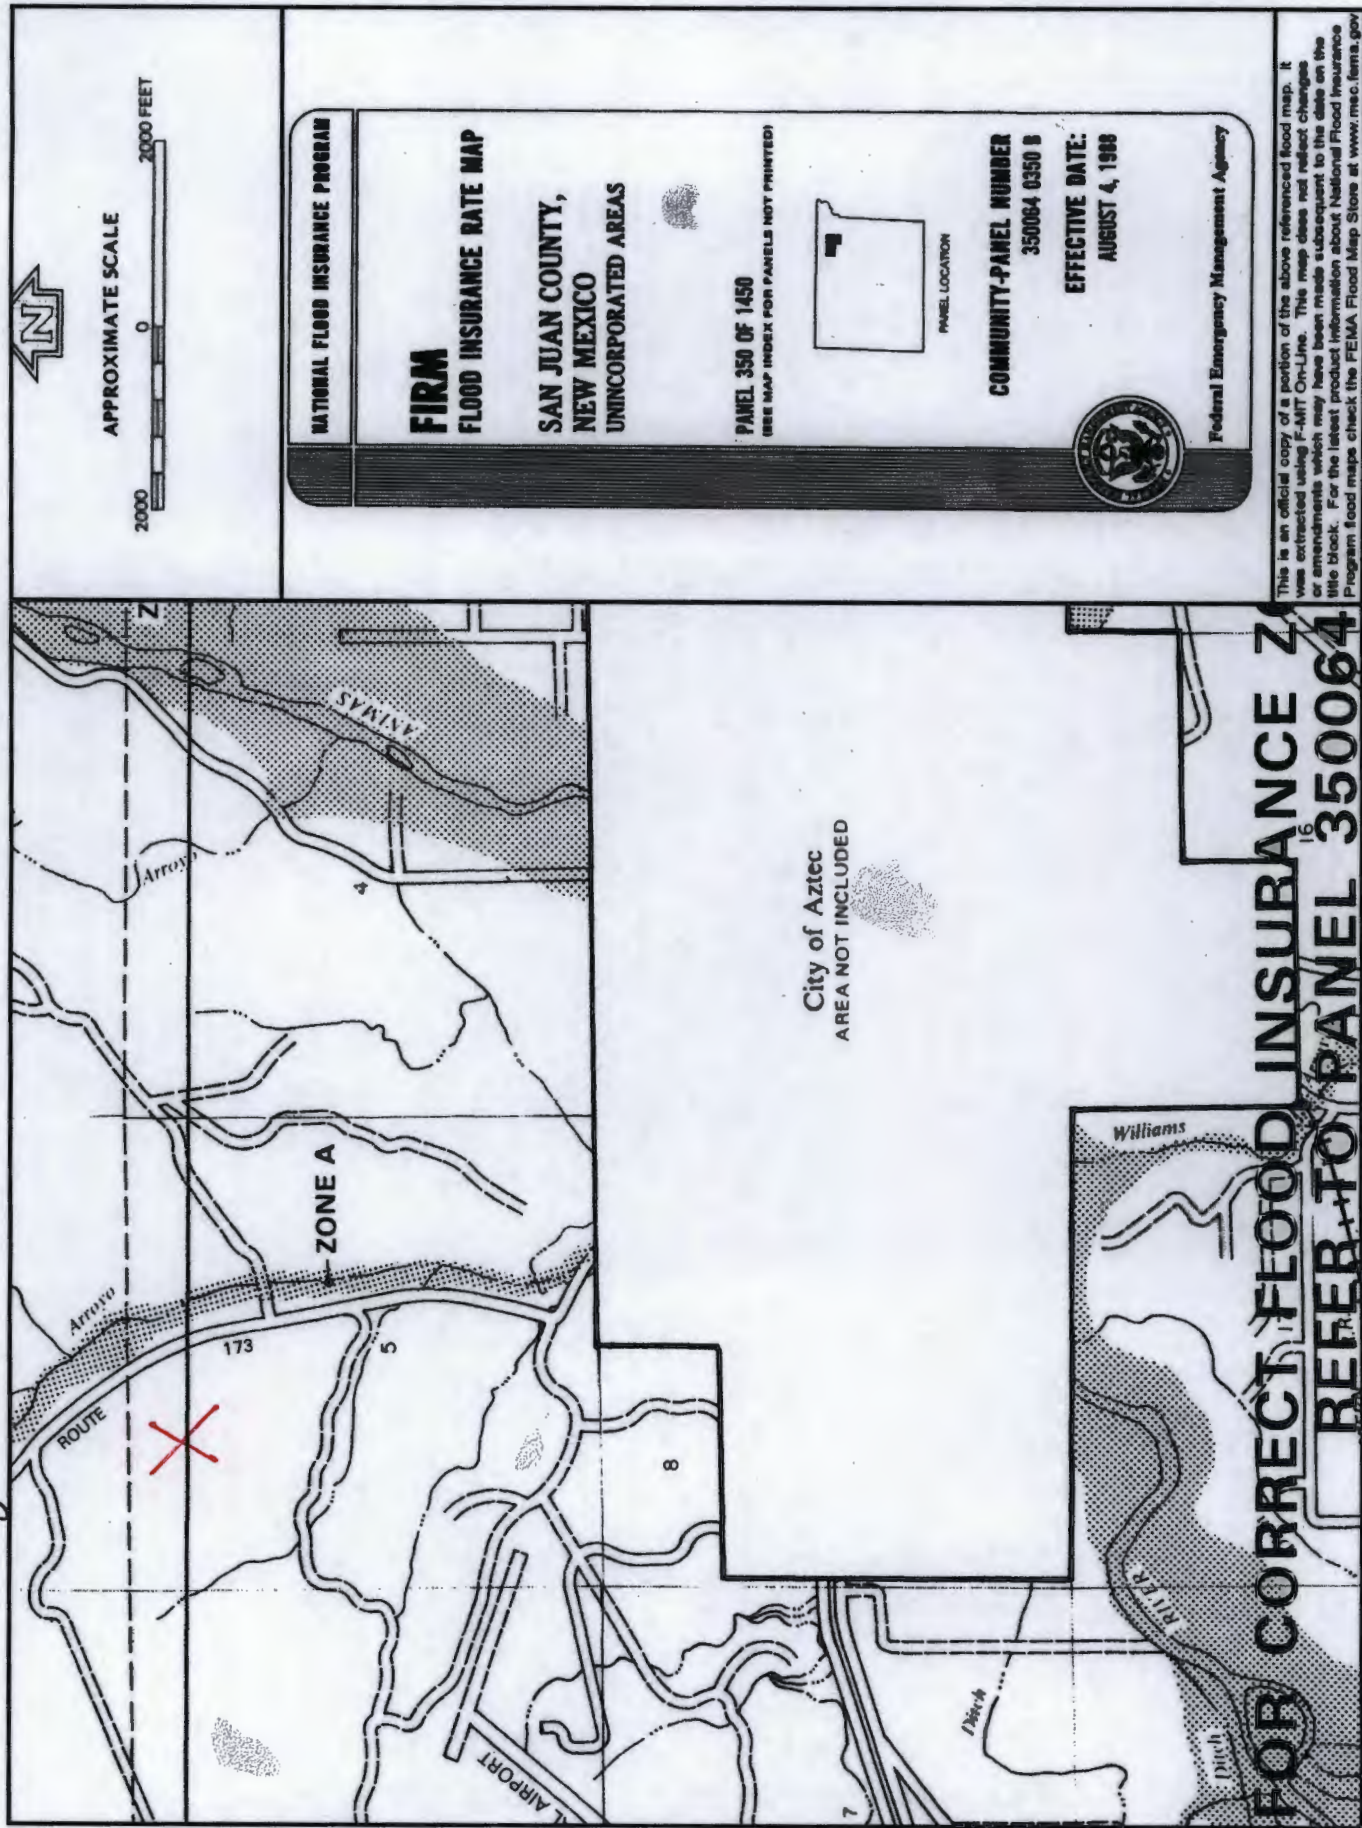 APPROXIMATE SCALE
2000 0 2000 FEET
NATIONAL FLOOD INSURANCE PROGRAM
FIRM
FLOOD INSURANCE RATE MAP
SAN JUAN COUNTY,
NEW MEXICO
UNINCORPORATED AREAS
PANEL 350 OF 1450
(SEE MAP INDEX FOR PANELS NOT PRINTED)
PANEL LOCATION
COMMUNITY-PANEL NUMBER
350064 0350 B
EFFECTIVE DATE:
AUGUST 4, 1988
Federal Emergency Management Agency
This is an official copy of a portion of the above referenced flood map. It
was extracted using F-MIT On-Line. This map does not reflect changes
or amendments which may have been made subsequent to the date on the
title block. For the latest product information about National Flood Insurance
Program flood maps check the FEMA Flood Map Store at www.msc.fema.gov
N
Z
ANIMAS
Arroyo
4
ZONE A
Arroyo
ROUTE
173
5
8
City of Aztec
AREA NOT INCLUDED
Williams
16
17
RIVER
Ditch
Ditch
7
L AIRPORT
FOR CORRECT FLOOD INSURANCE Z
REFER TO PANEL 350064